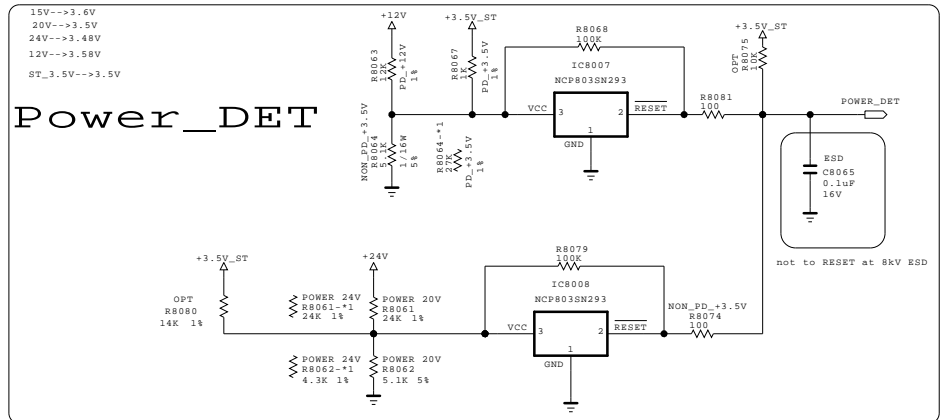 15V-->3.6V
20V-->3.5V
24V-->3.48V
12V-->3.58V
ST_3.5V-->3.5V
Power_DET
+12V
R8063
12K
PD_+12V
1%
+3.5V_ST
R8067
1K
PD_+3.5V
1%
R8068
100K
IC8007
NCP803SN293
VCC
3
2
RESET
1
GND
R8081
100
+3.5V_ST
OPT
R8075
10K
POWER_DET
NON_PD_+3.5V
R8064
5.1K
1/16W
5%
R8064-*1
27K
PD_+3.5V
1%
ESD
C8065
0.1uF
16V
not to RESET at 8kV ESD
+3.5V_ST
OPT
R8080
14K 1%
+24V
POWER 24V
R8061-*1
24K 1%
POWER 20V
R8061
24K 1%
POWER 24V
R8062-*1
4.3K 1%
POWER 20V
R8062
5.1K 5%
R8079
100K
IC8008
NCP803SN293
VCC
3
2
RESET
1
GND
NON_PD_+3.5V
R8074
100